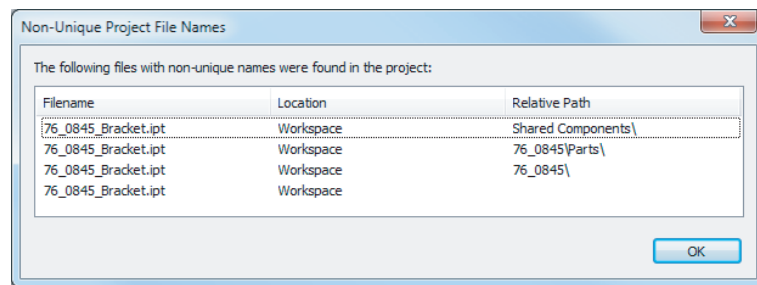 Non-Unique Project File Names
The following files with non-unique names were found in the project:
Filename Location Relative Path
76_0845_Bracket.ipt Workspace Shared Components\
76_0845_Bracket.ipt Workspace 76_0845\Parts\
76_0845_Bracket.ipt Workspace 76_0845\
76_0845_Bracket.ipt Workspace
OK